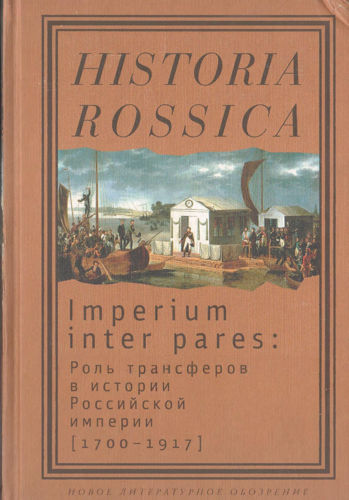 HISTORIA
ROSSICA
Imperium
inter pares:
Роль трансферов
в истории
Российской
империи
[1700–1917]
НОВОЕ ЛИТЕРАТУРНОЕ ОБОЗРЕНИЕ